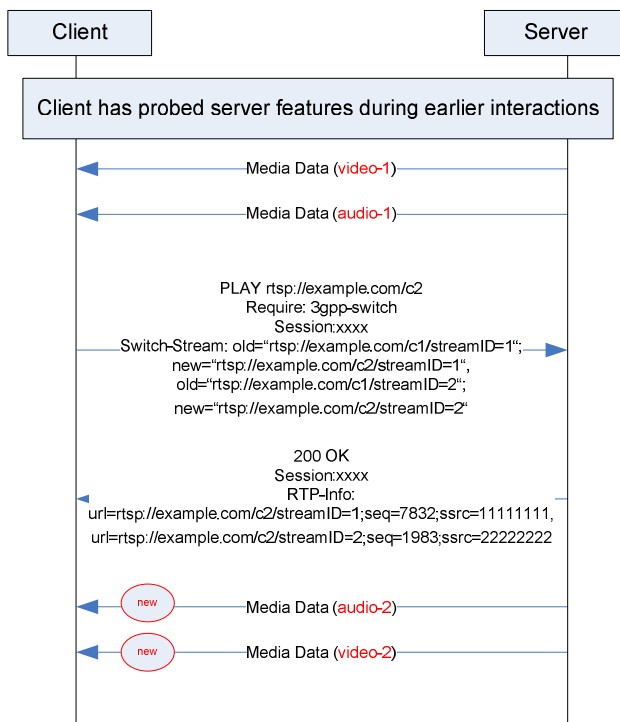 Client
Server
Client has probed server features during earlier interactions
Media Data (video-1)
Media Data (audio-1)
PLAY rtsp://example.com/c2
Require: 3gpp-switch
Session:xxxx
Switch-Stream: old=“rtsp://example.com/c1/streamID=1“;
new=“rtsp://example.com/c2/streamID=1“,
old=“rtsp://example.com/c1/streamID=2“;
new=“rtsp://example.com/c2/streamID=2“
200 OK
Session:xxxx
RTP-Info:
url=rtsp://example.com/c2/streamID=1;seq=7832;ssrc=11111111,
url=rtsp://example.com/c2/streamID=2;seq=1983;ssrc=22222222
new
Media Data (audio-2)
new
Media Data (video-2)